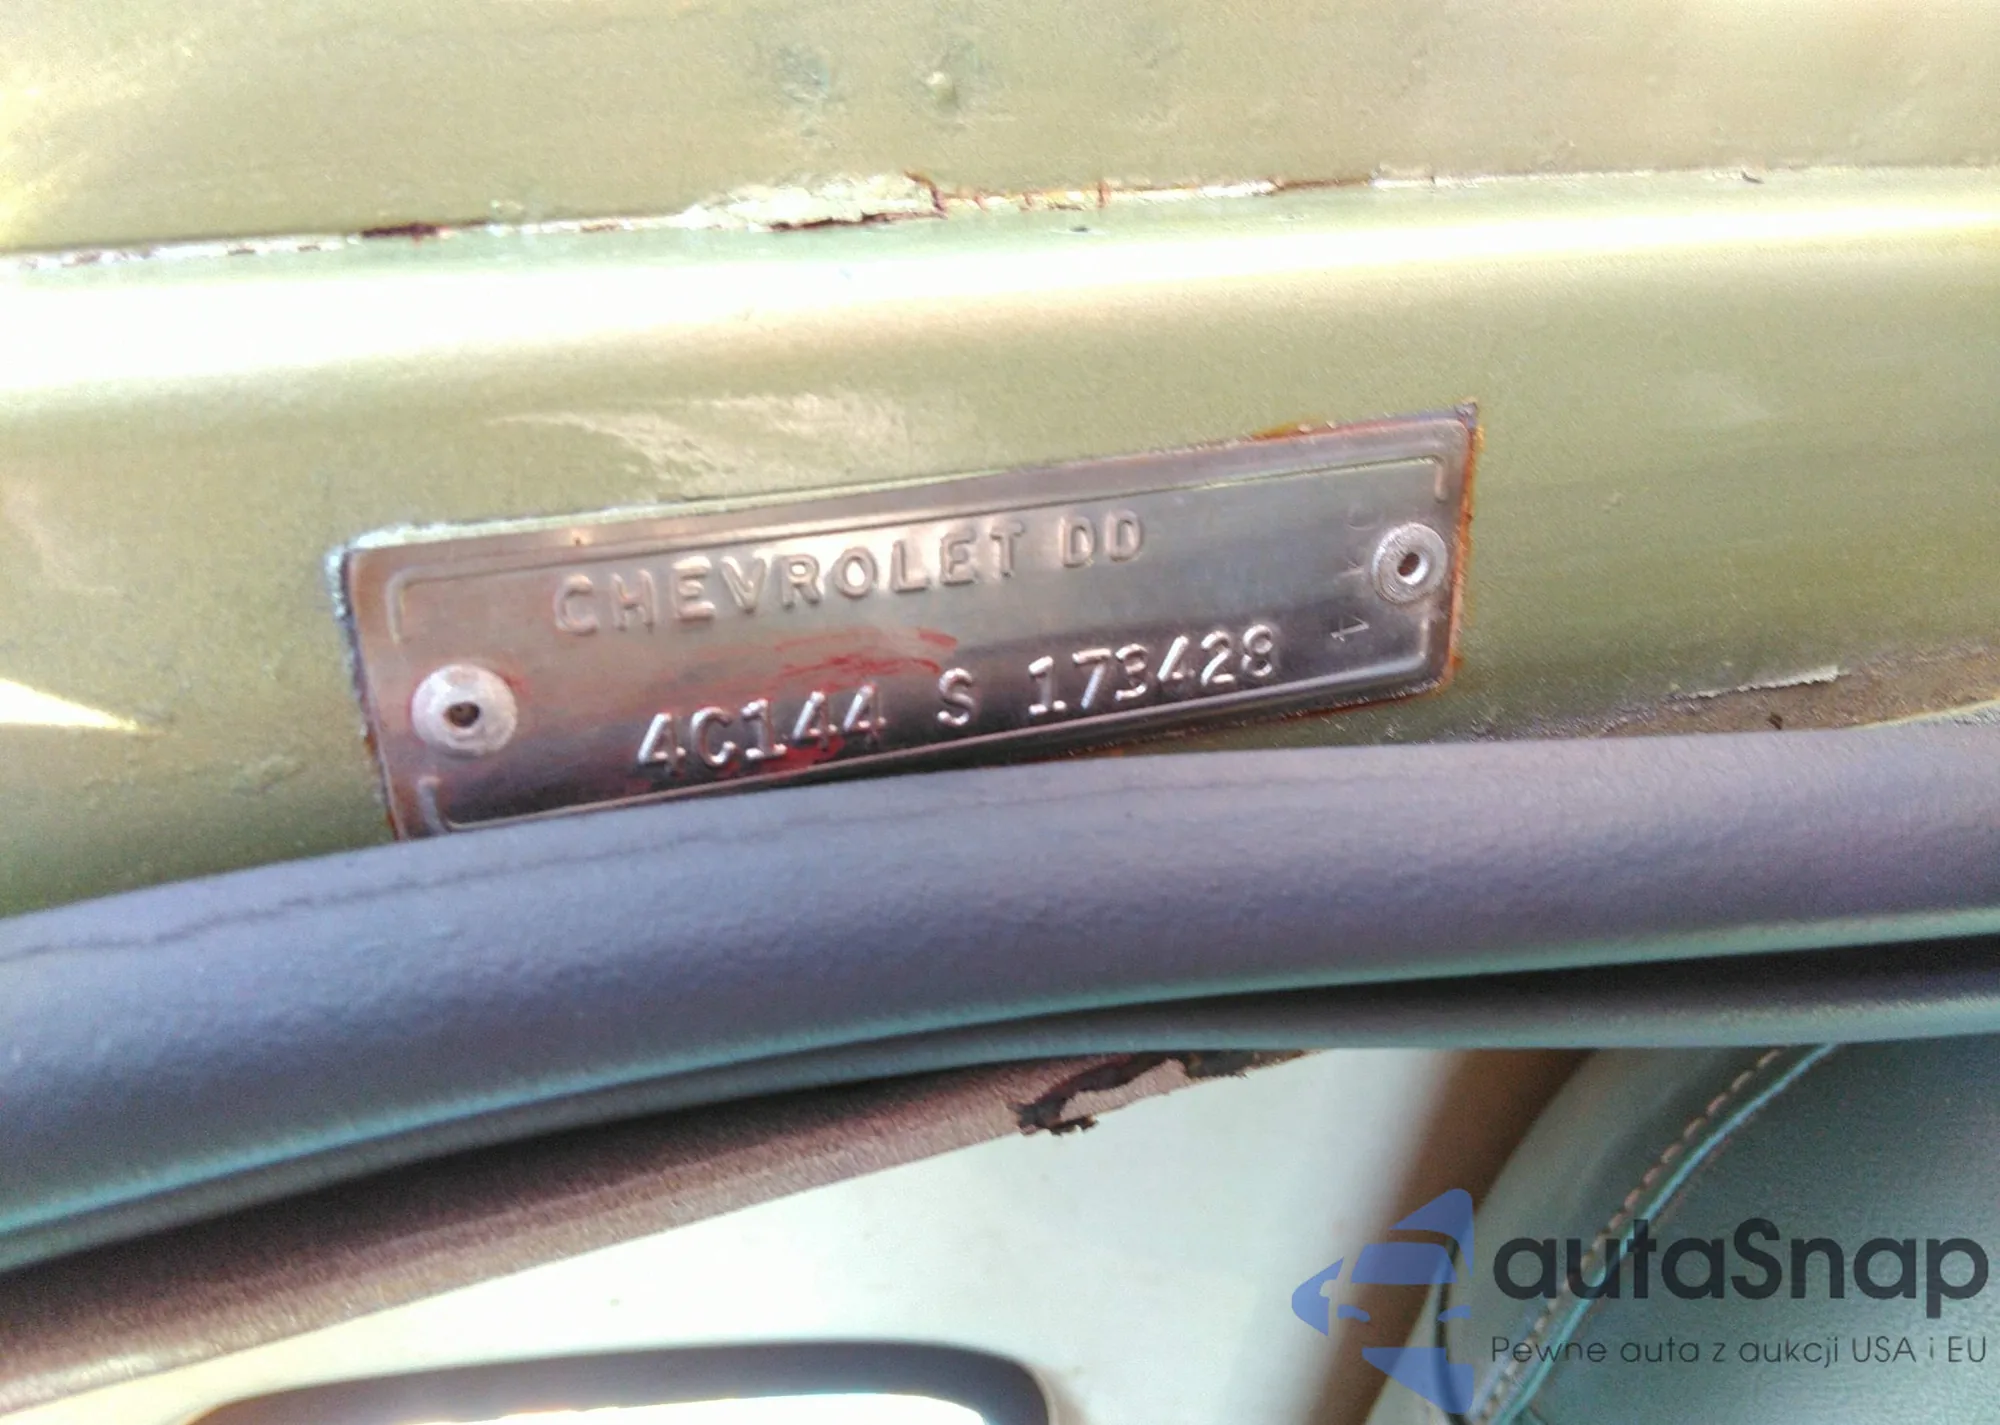 CHEVROLET DD
4C144 S 173428
autaSnap
Pewne auta z aukcji USA i EU